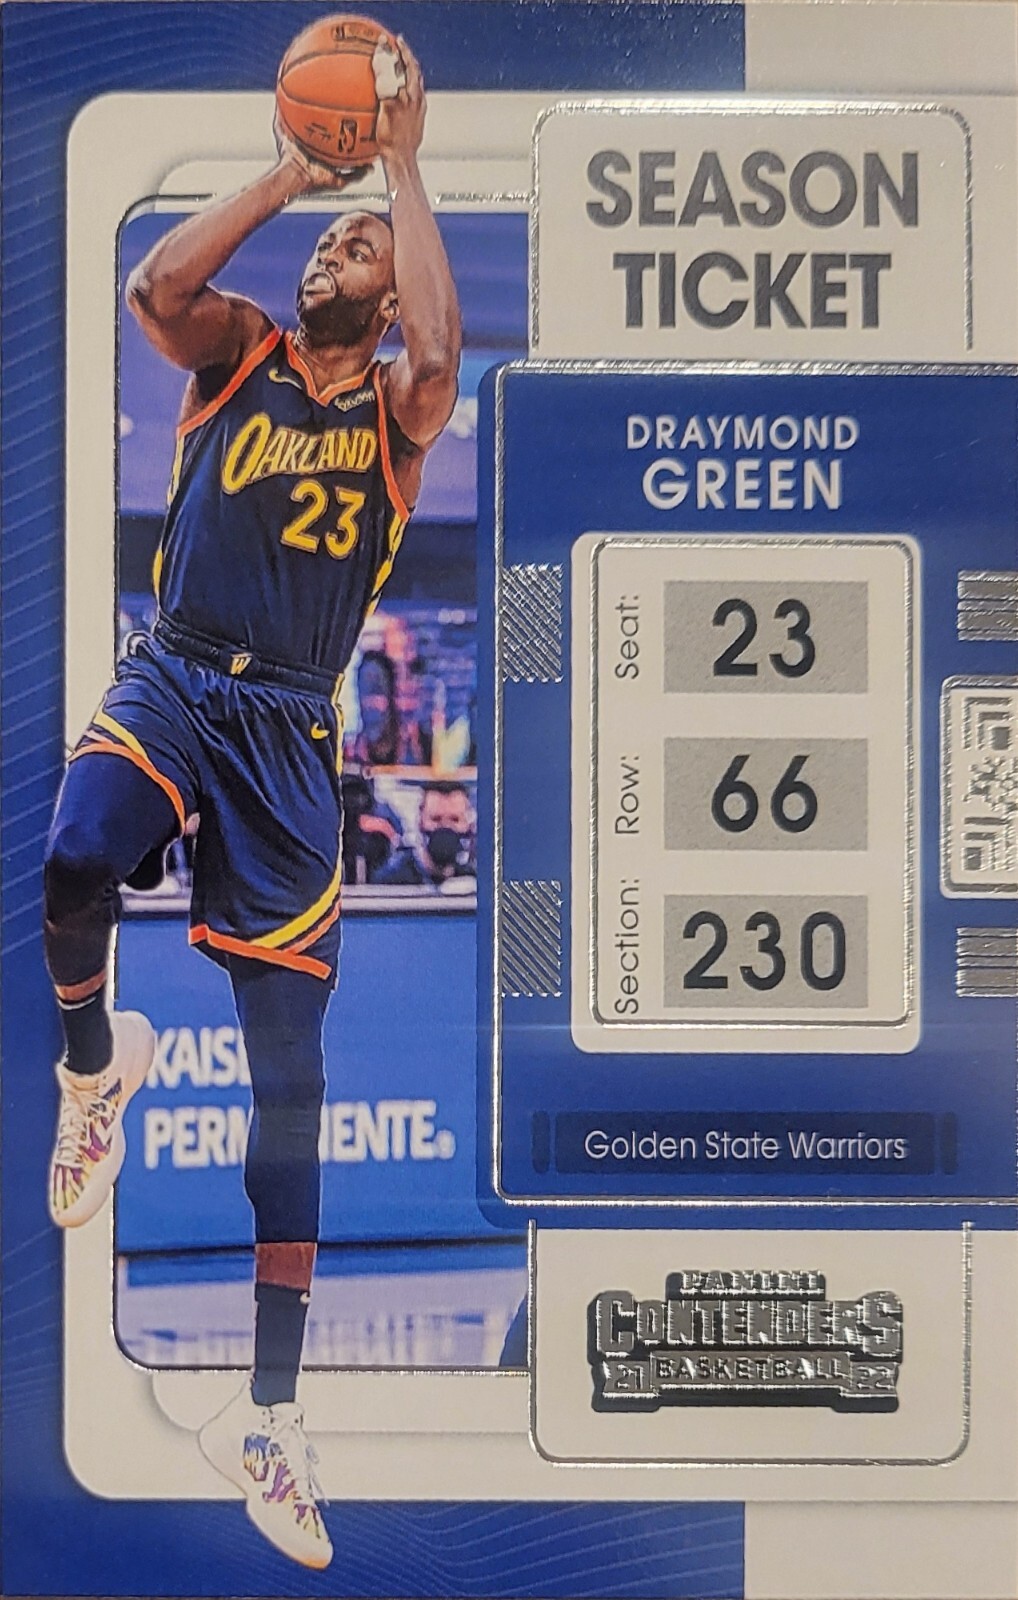 SEASON
TICKET
DRAYMOND
GREEN
Seat: 23
Row: 66
Section: 230
Golden State Warriors
PANINI
CONTENDERS
21 BASKETBALL 22
OAKLAND
23
W
KAIS
PERM ENTE®